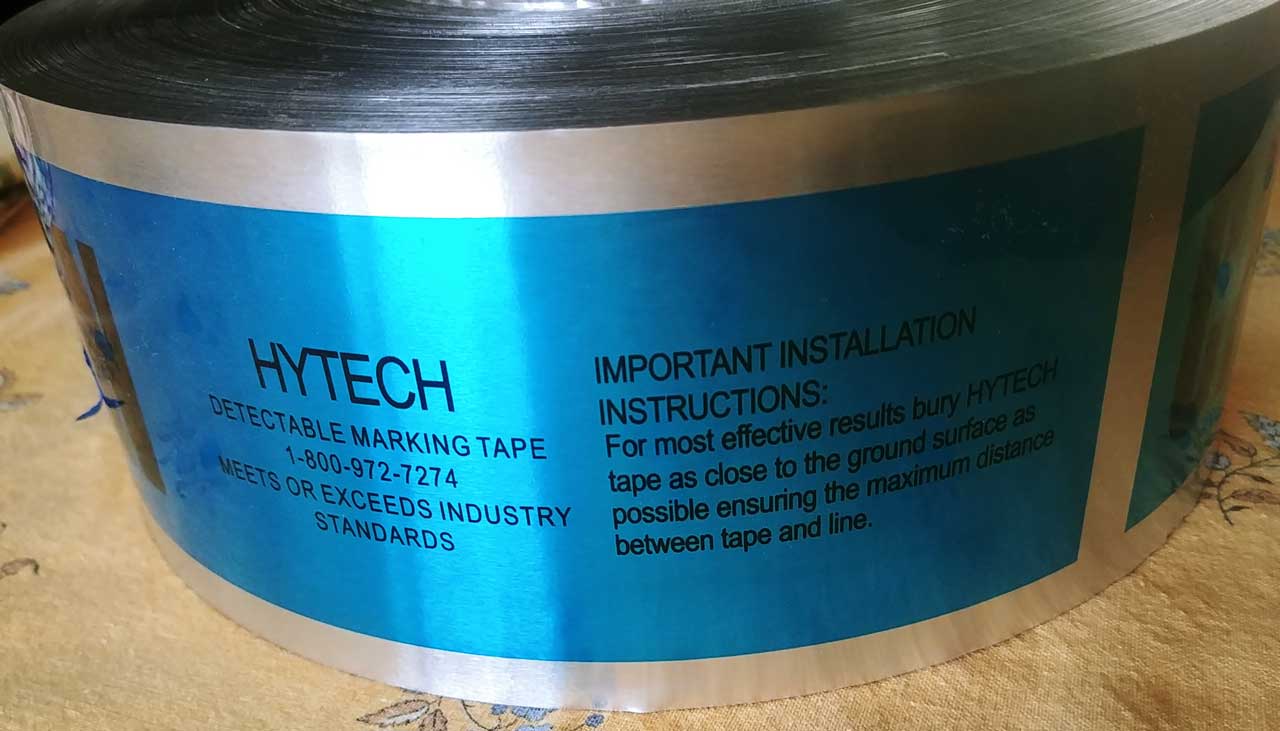 HYTECH
DETECTABLE MARKING TAPE
1-800-972-7274
MEETS OR EXCEEDS INDUSTRY
STANDARDS
IMPORTANT INSTALLATION
INSTRUCTIONS:
For most effective results bury HYTECH
tape as close to the ground surface as
possible ensuring the maximum distance
between tape and line.